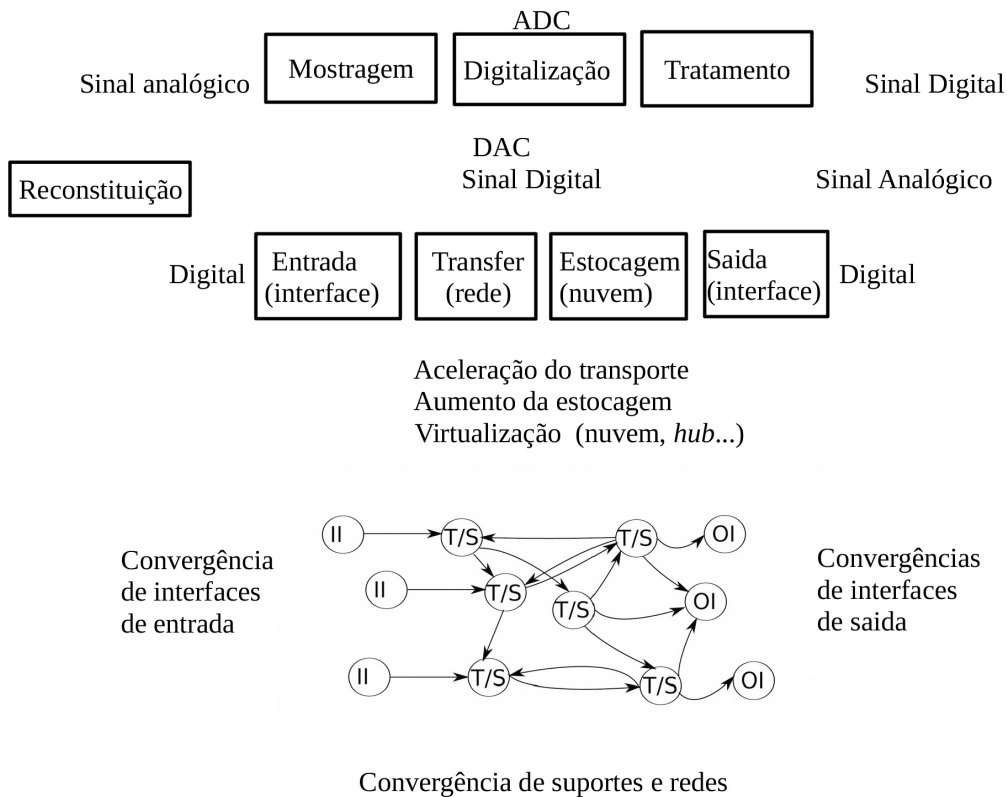 ADC
Sinal analógico
Mostragem
Digitalização
Tratamento
Sinal Digital
DAC
Reconstituição
Sinal Digital
Sinal Analógico
Digital
Entrada
(interface)
Transfer
(rede)
Estocagem
(nuvem)
Saida
(interface)
Digital
Aceleração do transporte
Aumento da estocagem
Virtualização (nuvem, hub...)
Convergência
de interfaces
de entrada
II
T/S
T/S
OI
II
T/S
T/S
OI
II
T/S
T/S
OI
Convergências
de interfaces
de saida
Convergência de suportes e redes